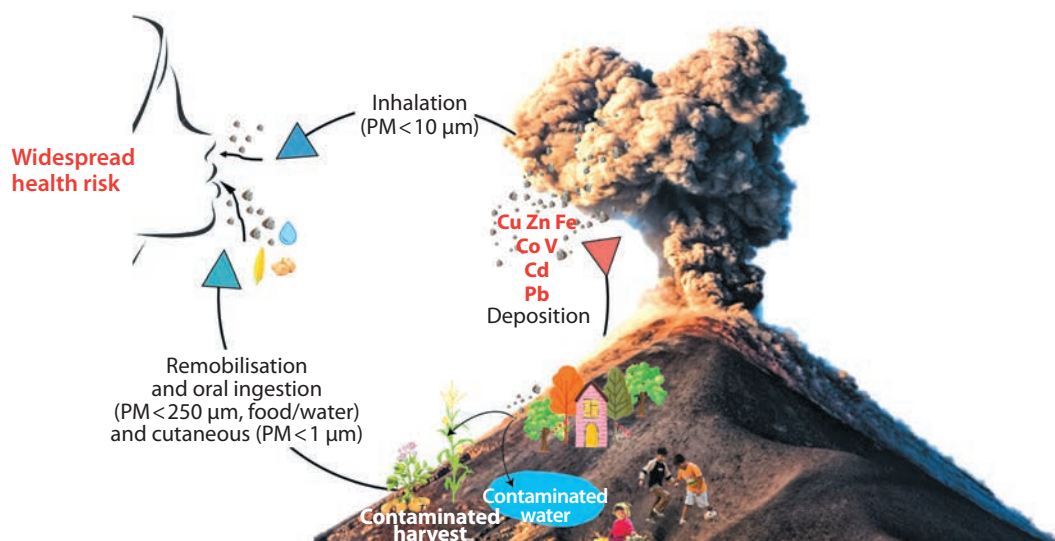 Inhalation
(PM<10 µm)
Widespread
health risk
Cu Zn Fe
Co V
Cd
Pb
Deposition
Remobilisation
and oral ingestion
(PM<250 µm, food/water)
and cutaneous (PM<1 µm)
Contaminated
water
Contaminated
harvest